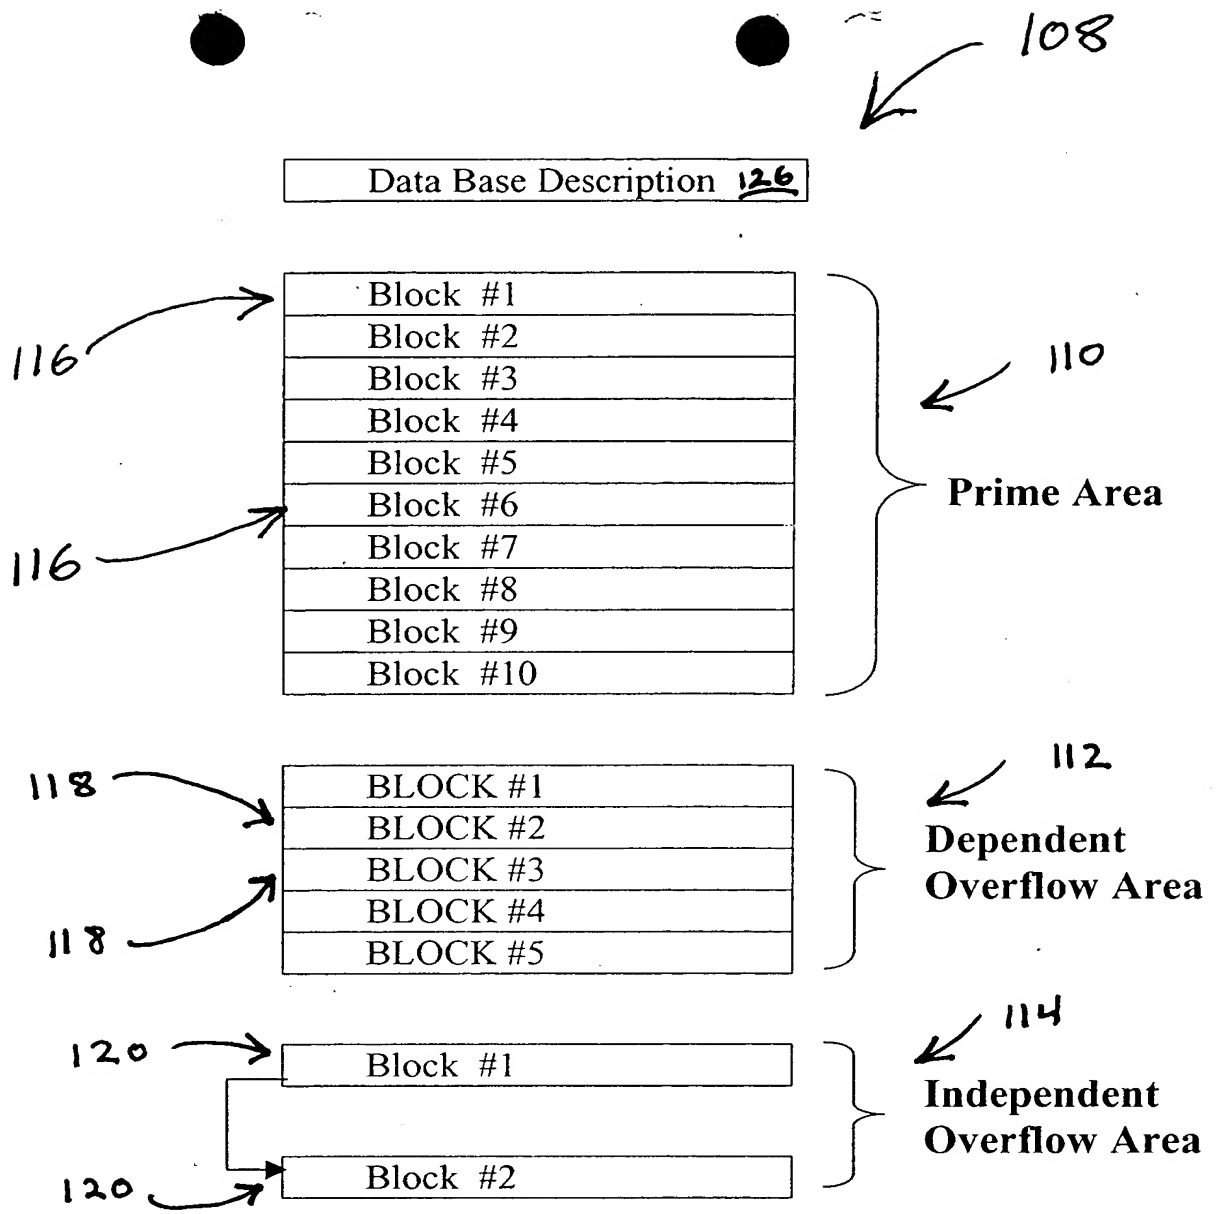 108
Data Base Description 126
Block #1
116
Block #2
110
Block #3
Block #4
Block #5
Prime Area
Block #6
116
Block #7
Block #8
Block #9
Block #10
112
118
BLOCK #1
BLOCK #2
Dependent
Overflow Area
BLOCK #3
BLOCK #4
118
BLOCK #5
114
120
Block #1
Independent
Overflow Area
Block #2
120